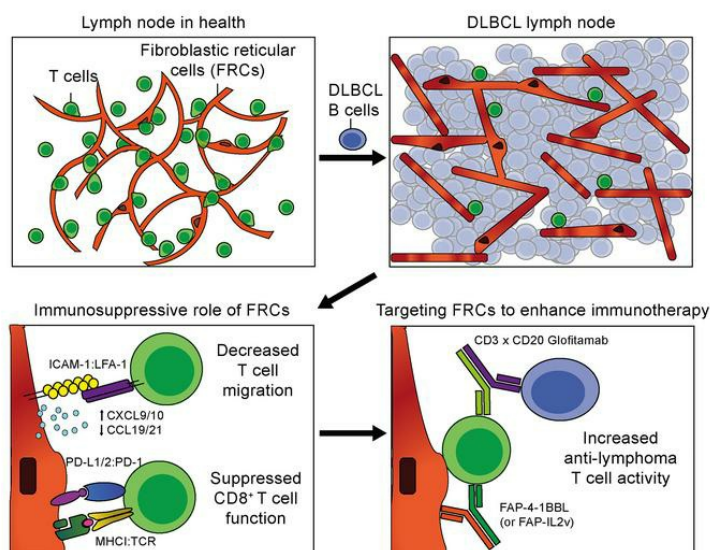 Lymph node in health
T cells
Fibroblastic reticular
cells (FRCs)
DLBCL
B cells
DLBCL lymph node
Immunosuppressive role of FRCs
ICAM-1:LFA-1
Decreased
T cell
migration
↑ CXCL9/10
↓ CCL19/21
PD-L1/2:PD-1
Suppressed
CD8⁺ T cell
function
MHCI:TCR
Targeting FRCs to enhance immunotherapy
CD3 x CD20 Glofitamab
Increased
anti-lymphoma
T cell activity
FAP-4-1BBL
(or FAP-IL2v)